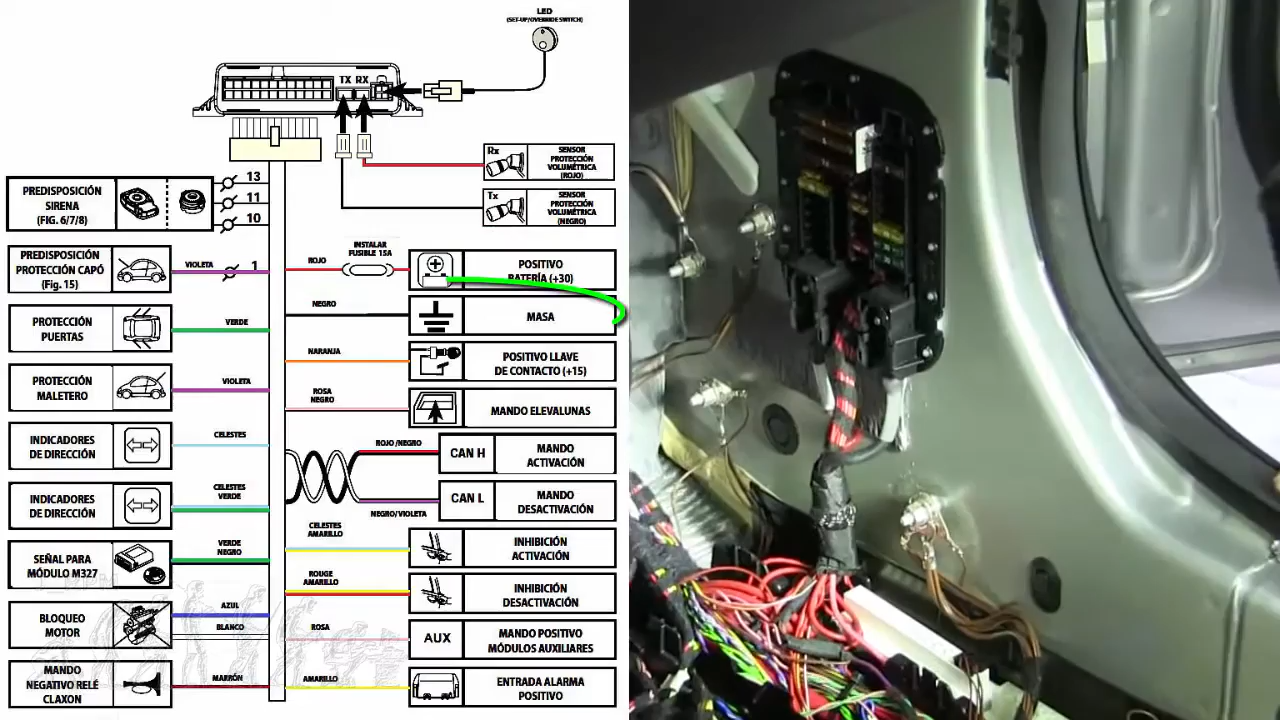 LED
(SET-UP/OVERRIDE SWITCH)
TX RX
Rx
SENSOR
PROTECCIÓN
VOLUMÉTRICA
(ROJO)
Tx
SENSOR
PROTECCIÓN
VOLUMÉTRICA
(NEGRO)
13
11
10
PREDISPOSICIÓN
SIRENA
(FIG. 6/7/8)
PREDISPOSICIÓN
PROTECCIÓN CAPÓ
(Fig. 15)
VIOLETA
1
PROTECCIÓN
PUERTAS
VERDE
PROTECCIÓN
MALETERO
VIOLETA
INDICADORES
DE DIRECCIÓN
CELESTES
INDICADORES
DE DIRECCIÓN
CELESTES
VERDE
SEÑAL PARA
MÓDULO M327
VERDE
NEGRO
BLOQUEO
MOTOR
AZUL
BLANCO
MANDO
NEGATIVO RELÉ
CLAXON
MARRÓN
ROJO
INSTALAR
FUSIBLE 15A
POSITIVO
BATERÍA (+30)
NEGRO
MASA
NARANJA
POSITIVO LLAVE
DE CONTACTO (+15)
ROSA
NEGRO
MANDO ELEVALUNAS
ROJO/NEGRO
CAN H
MANDO
ACTIVACIÓN
NEGRO/VIOLETA
CAN L
MANDO
DESACTIVACIÓN
CELESTES
AMARILLO
INHIBICIÓN
ACTIVACIÓN
ROUGE
AMARILLO
INHIBICIÓN
DESACTIVACIÓN
ROSA
AUX
MANDO POSITIVO
MÓDULOS AUXILIARES
AMARILLO
ENTRADA ALARMA
POSITIVO